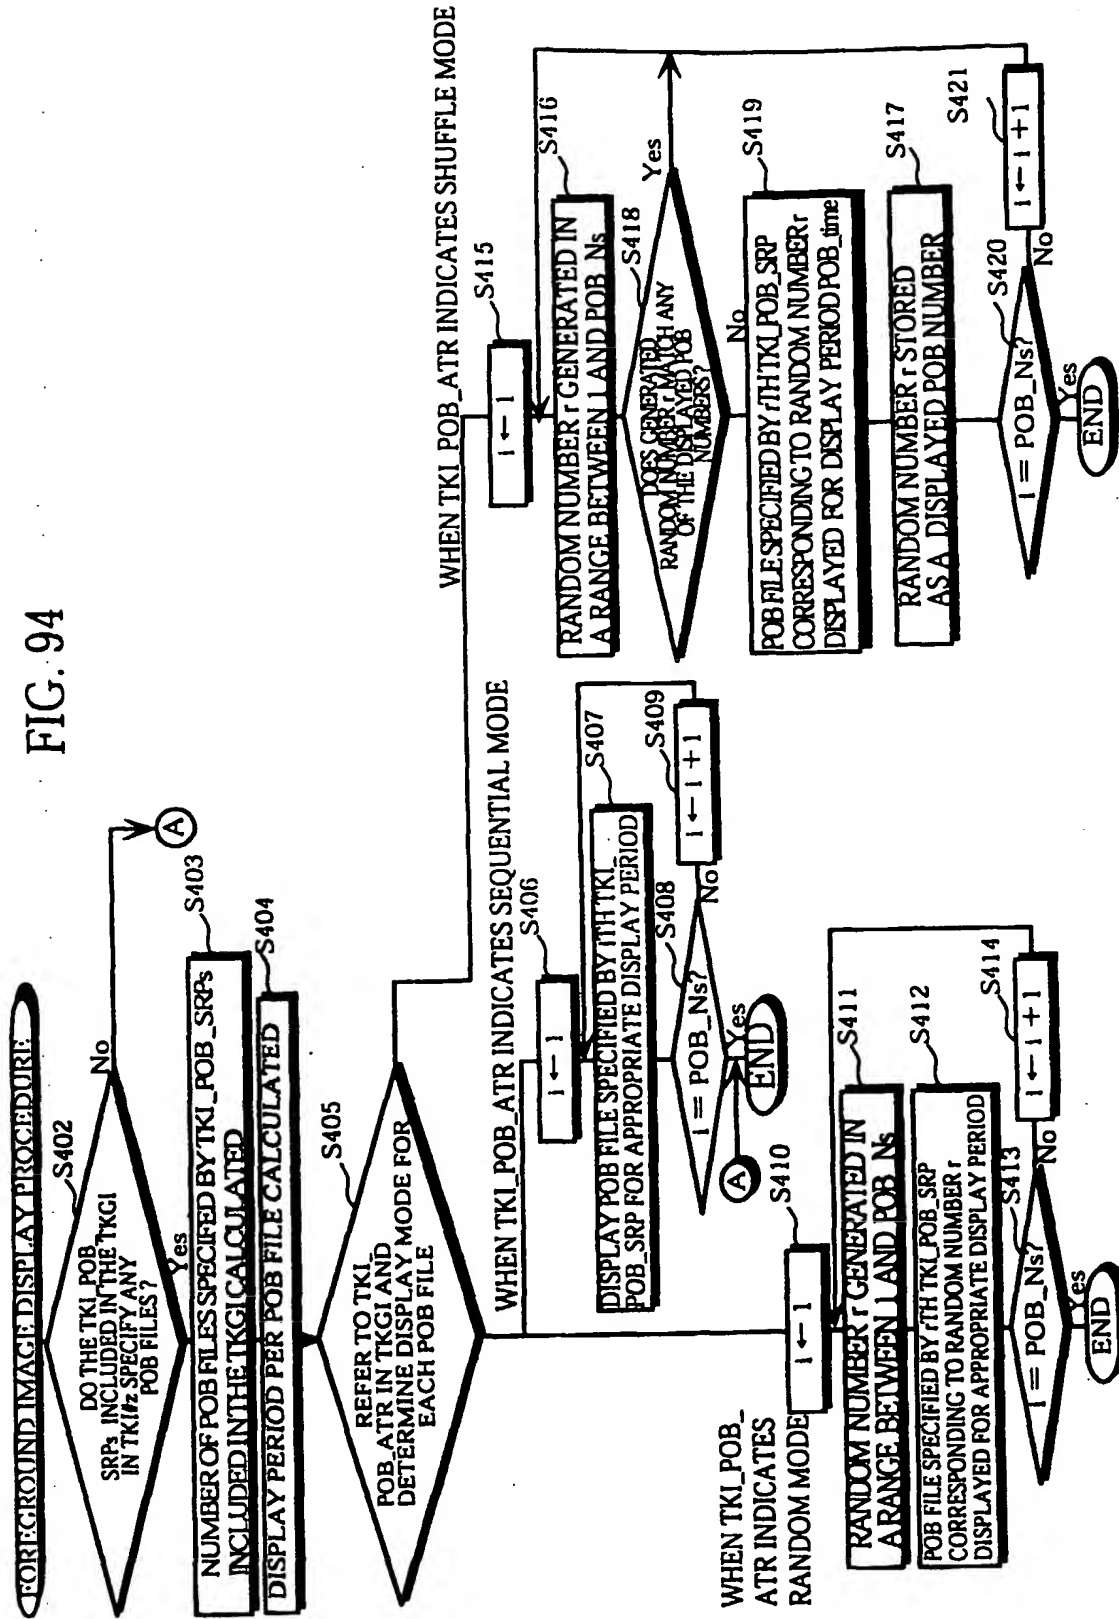 FIG. 94
FOREGROUND IMAGE DISPLAY PROCEDURE
S402
DO THE TKI_POB_
SRPs INCLUDED IN THE TKGI
IN TKI#z SPECIFY ANY
POB FILES?
No
A
Yes
S403
NUMBER OF POB FILES SPECIFED BY TKI_POB_SRPs
INCLUDED IN THE TKGI CALCULATED
S404
DISPLAY PERIOD PER POB FILE CALCULATED
S405
REFER TO TKI_
POB_ATR IN TKGI AND
DETERMINE DISPLAY MODE FOR
EACH POB FILE
WHEN TKI_POB_ATR INDICATES SEQUENTIAL MODE
S406
i ← 1
S407
DISPLAY POB FILE SPECIFIED BY iTH TKI_
POB_SRP FOR APPROPRIATE DISPLAY PERIOD
S408
i = POB_Ns?
No
S409
i ← i + 1
Yes
A
END
WHEN TKI_POB_
ATR INDICATES
RANDOM MODE
S410
i ← 1
S411
RANDOM NUMBER r GENERATED IN
A RANGE BETWEEN 1 AND POB_Ns
S412
POB FILE SPECIFIED BY rTH TKI_POB_SRP
CORRESPONDING TO RANDOM NUMBER r
DISPLAYED FOR APPROPRIATE DISPLAY PERIOD
S413
i = POB_Ns?
No
S414
i ← i + 1
Yes
END
WHEN TKI_POB_ATR INDICATES SHUFFLE MODE
S415
i ← 1
S416
RANDOM NUMBER r GENERATED IN
A RANGE BETWEEN 1 AND POB_Ns
S418
DOES GENERATED
RANDOM NUMBER r MATCH ANY
OF THE DISPLAYED POB
NUMBERS?
Yes
No
S419
POB FILE SPECIFIED BY rTH TKI_POB_SRP
CORRESPONDING TO RANDOM NUMBER r
DISPLAYED FOR DISPLAY PERIOD POB_time
S417
RANDOM NUMBER r STORED
AS A DISPLAYED POB NUMBER
S420
i = POB_Ns?
No
S421
i ← i + 1
Yes
END